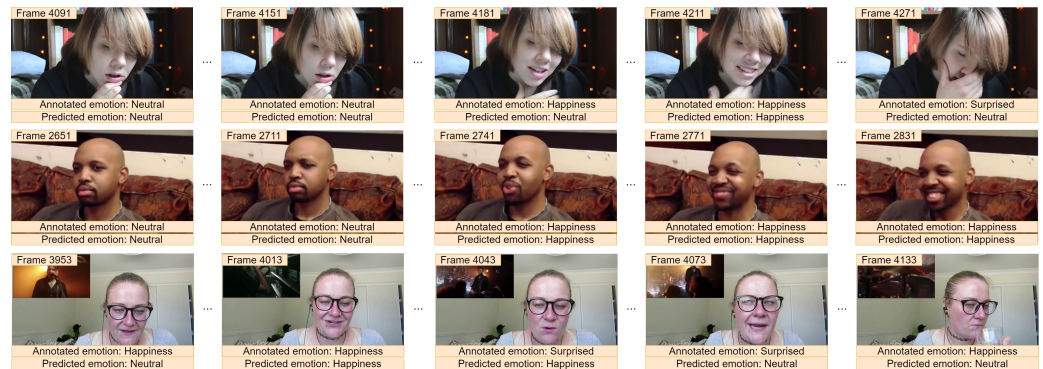 Frame 4091
Frame 4151
Frame 4181
Frame 4211
Frame 4271
... ... ... ...
Annotated emotion: Neutral
Annotated emotion: Neutral
Annotated emotion: Happiness
Annotated emotion: Happiness
Annotated emotion: Surprised
Predicted emotion: Neutral
Predicted emotion: Neutral
Predicted emotion: Neutral
Predicted emotion: Happiness
Predicted emotion: Neutral
Frame 2651
Frame 2711
Frame 2741
Frame 2771
Frame 2831
... ... ... ...
Annotated emotion: Neutral
Annotated emotion: Neutral
Annotated emotion: Happiness
Annotated emotion: Happiness
Annotated emotion: Happiness
Predicted emotion: Neutral
Predicted emotion: Neutral
Predicted emotion: Happiness
Predicted emotion: Happiness
Predicted emotion: Happiness
Frame 3953
Frame 4013
Frame 4043
Frame 4073
Frame 4133
... ... ... ...
Annotated emotion: Happiness
Annotated emotion: Happiness
Annotated emotion: Surprised
Annotated emotion: Surprised
Annotated emotion: Happiness
Predicted emotion: Neutral
Predicted emotion: Happiness
Predicted emotion: Happiness
Predicted emotion: Neutral
Predicted emotion: Neutral